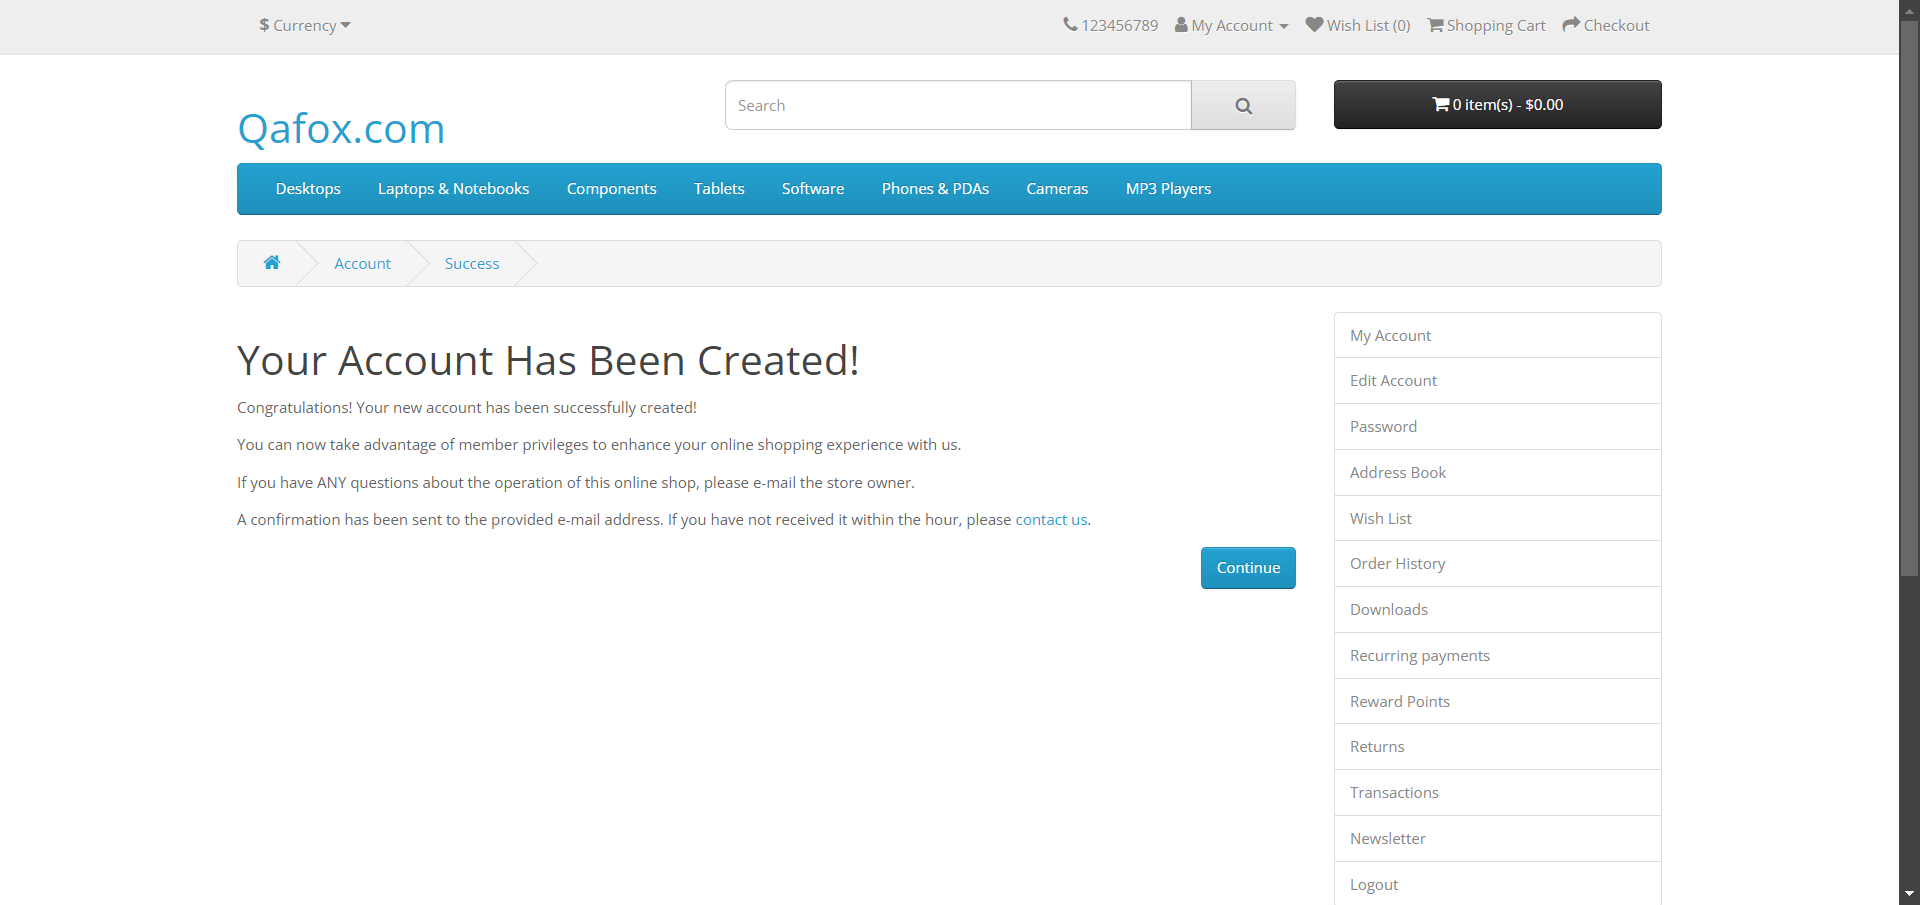 $ Currency
123456789 My Account Wish List (0) Shopping Cart Checkout
Qafox.com
Search
0 item(s) - $0.00
Desktops Laptops & Notebooks Components Tablets Software Phones & PDAs Cameras MP3 Players
Account Success
Your Account Has Been Created!
Congratulations! Your new account has been successfully created!
You can now take advantage of member privileges to enhance your online shopping experience with us.
If you have ANY questions about the operation of this online shop, please e-mail the store owner.
A confirmation has been sent to the provided e-mail address. If you have not received it within the hour, please contact us.
Continue
My Account
Edit Account
Password
Address Book
Wish List
Order History
Downloads
Recurring payments
Reward Points
Returns
Transactions
Newsletter
Logout